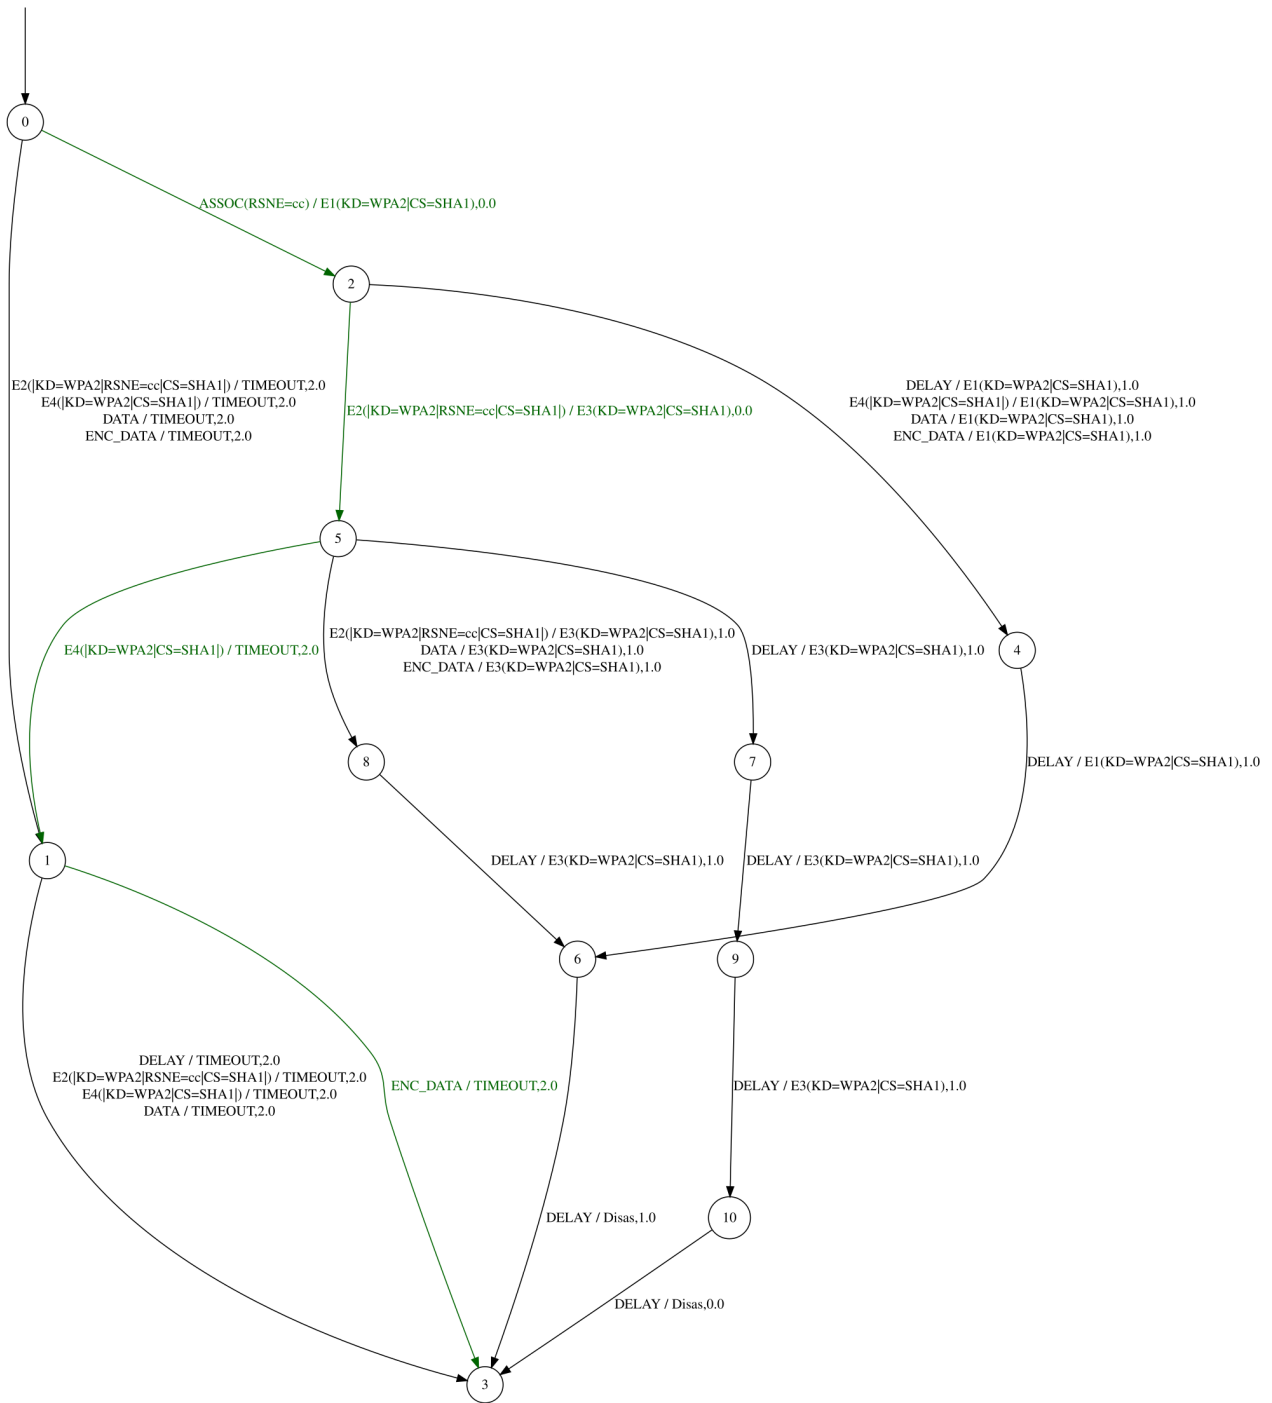 0
ASSOC(RSNE=cc) / E1(KD=WPA2|CS=SHA1),0.0
2
E2(|KD=WPA2|RSNE=cc|CS=SHA1|) / TIMEOUT,2.0
E4(|KD=WPA2|CS=SHA1|) / TIMEOUT,2.0
DATA / TIMEOUT,2.0
ENC_DATA / TIMEOUT,2.0
E2(|KD=WPA2|RSNE=cc|CS=SHA1|) / E3(KD=WPA2|CS=SHA1),0.0
DELAY / E1(KD=WPA2|CS=SHA1),1.0
E4(|KD=WPA2|CS=SHA1|) / E1(KD=WPA2|CS=SHA1),1.0
DATA / E1(KD=WPA2|CS=SHA1),1.0
ENC_DATA / E1(KD=WPA2|CS=SHA1),1.0
5
E4(|KD=WPA2|CS=SHA1|) / TIMEOUT,2.0
E2(|KD=WPA2|RSNE=cc|CS=SHA1|) / E3(KD=WPA2|CS=SHA1),1.0
DATA / E3(KD=WPA2|CS=SHA1),1.0
ENC_DATA / E3(KD=WPA2|CS=SHA1),1.0
DELAY / E3(KD=WPA2|CS=SHA1),1.0
4
8
7
DELAY / E1(KD=WPA2|CS=SHA1),1.0
1
DELAY / E3(KD=WPA2|CS=SHA1),1.0
DELAY / E3(KD=WPA2|CS=SHA1),1.0
6
9
DELAY / TIMEOUT,2.0
E2(|KD=WPA2|RSNE=cc|CS=SHA1|) / TIMEOUT,2.0
E4(|KD=WPA2|CS=SHA1|) / TIMEOUT,2.0
DATA / TIMEOUT,2.0
ENC_DATA / TIMEOUT,2.0
DELAY / E3(KD=WPA2|CS=SHA1),1.0
DELAY / Disas,1.0
10
DELAY / Disas,0.0
3